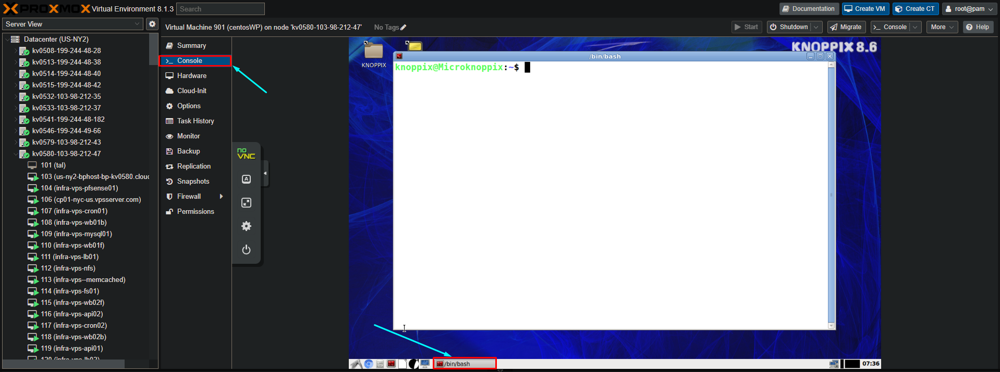 PROXMOX Virtual Environment 8.1.3 Search Documentation Create VM Create CT root@pam
Server View
Virtual Machine 901 (centosWP) on node 'kv0580-103-98-212-47' No Tags Start Shutdown Migrate >_ Console More Help
Datacenter (US-NY2)
kv0508-199-244-48-28
kv0513-199-244-48-38
kv0514-199-244-48-40
kv0515-199-244-48-42
kv0532-103-98-212-35
kv0533-103-98-212-37
kv0541-199-244-48-182
kv0546-199-244-49-66
kv0579-103-98-212-43
kv0580-103-98-212-47
101 (tal)
103 (us-ny2-bphost-bp-kv0580.clouc
104 (infra-vps-pfsense01)
106 (cp01-nyc-us.vpsserver.com)
107 (infra-vps-cron01)
108 (infra-vps-wb01b)
109 (infra-vps-mysql01)
110 (infra-vps-wb01f)
111 (infra-vps-lb01)
112 (infra-vps-nfs)
113 (infra-vps--memcached)
114 (infra-vps-fs01)
115 (infra-vps-wb02f)
116 (infra-vps-api02)
117 (infra-vps-cron02)
118 (infra-vps-wb02b)
119 (infra-vps-api01)
120 (infra-vps-lb02)
Summary
>_ Console
Hardware
Cloud-Init
Options
Task History
Monitor
Backup
Replication
Snapshots
Firewall
Permissions
no
VNC
A
KNOPPIX 8.6
KNOPPIX
/bin/bash
knoppix@Microknoppix:~$
/bin/bash
07:36